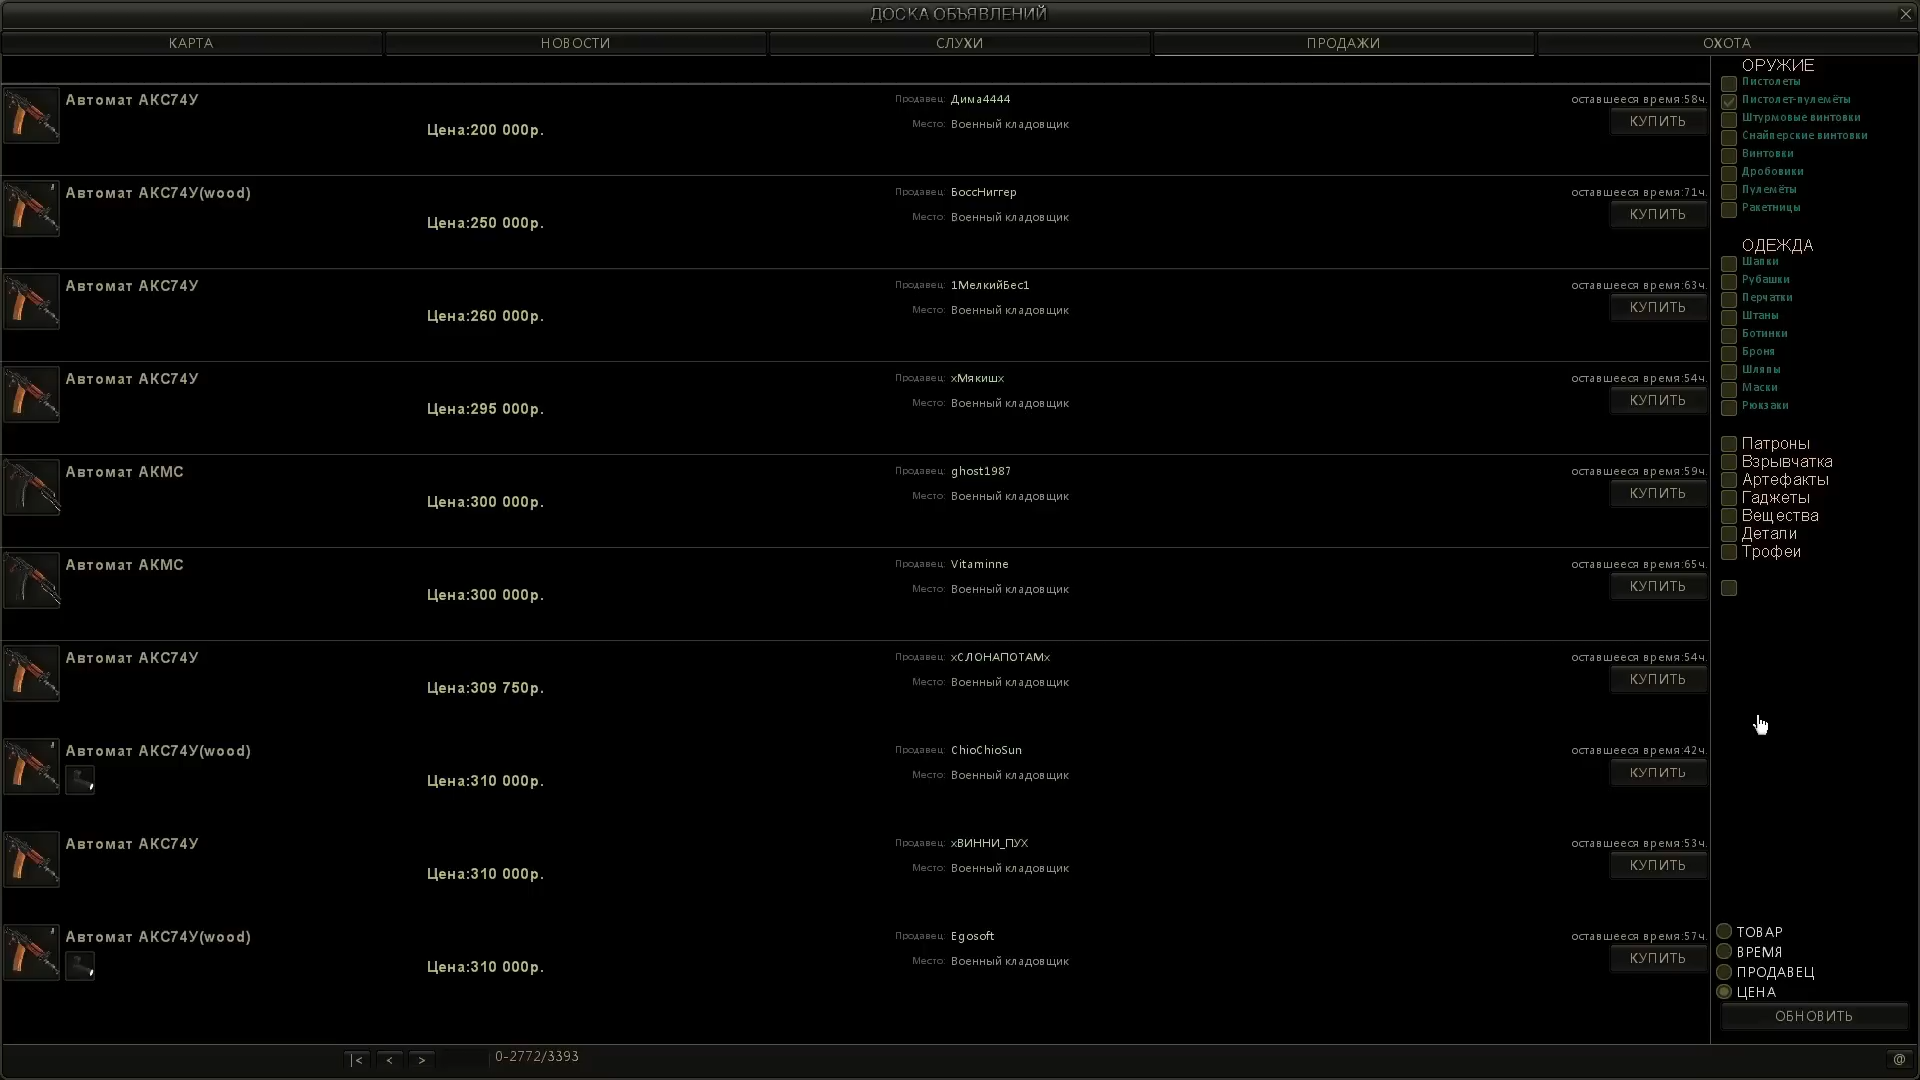 ДОСКА ОБЪЯВЛЕНИЙ
КАРТА НОВОСТИ СЛУХИ ПРОДАЖИ ОХОТА
Автомат АКС74У
Цена:200 000р.
Продавец: Дима4444
Место: Военный кладовщик
оставшееся время:58ч.
КУПИТЬ
Автомат АКС74У(wood)
Цена:250 000р.
Продавец: БоссНиггер
Место: Военный кладовщик
оставшееся время:71ч.
КУПИТЬ
Автомат АКС74У
Цена:260 000р.
Продавец: 1МелкийБес1
Место: Военный кладовщик
оставшееся время:63ч.
КУПИТЬ
Автомат АКС74У
Цена:295 000р.
Продавец: хМякишх
Место: Военный кладовщик
оставшееся время:54ч.
КУПИТЬ
Автомат АКМС
Цена:300 000р.
Продавец: ghost1987
Место: Военный кладовщик
оставшееся время:59ч.
КУПИТЬ
Автомат АКМС
Цена:300 000р.
Продавец: Vitaminne
Место: Военный кладовщик
оставшееся время:65ч.
КУПИТЬ
Автомат АКС74У
Цена:309 750р.
Продавец: хСЛОНАПОТАМх
Место: Военный кладовщик
оставшееся время:54ч.
КУПИТЬ
Автомат АКС74У(wood)
Цена:310 000р.
Продавец: ChioChioSun
Место: Военный кладовщик
оставшееся время:42ч.
КУПИТЬ
Автомат АКС74У
Цена:310 000р.
Продавец: хВИННИ_ПУХ
Место: Военный кладовщик
оставшееся время:53ч.
КУПИТЬ
Автомат АКС74У(wood)
Цена:310 000р.
Продавец: Egosoft
Место: Военный кладовщик
оставшееся время:57ч.
КУПИТЬ
ОРУЖИЕ
Пистолеты
Пистолет-пулемёты
Штурмовые винтовки
Снайперские винтовки
Винтовки
Дробовики
Пулемёты
Ракетницы
ОДЕЖДА
Шапки
Рубашки
Перчатки
Штаны
Ботинки
Броня
Шляпы
Маски
Рюкзаки
Патроны
Взрывчатка
Артефакты
Гаджеты
Вещества
Детали
Трофеи
ТОВАР
ВРЕМЯ
ПРОДАВЕЦ
ЦЕНА
ОБНОВИТЬ
|< < > 0-2772/3393 @